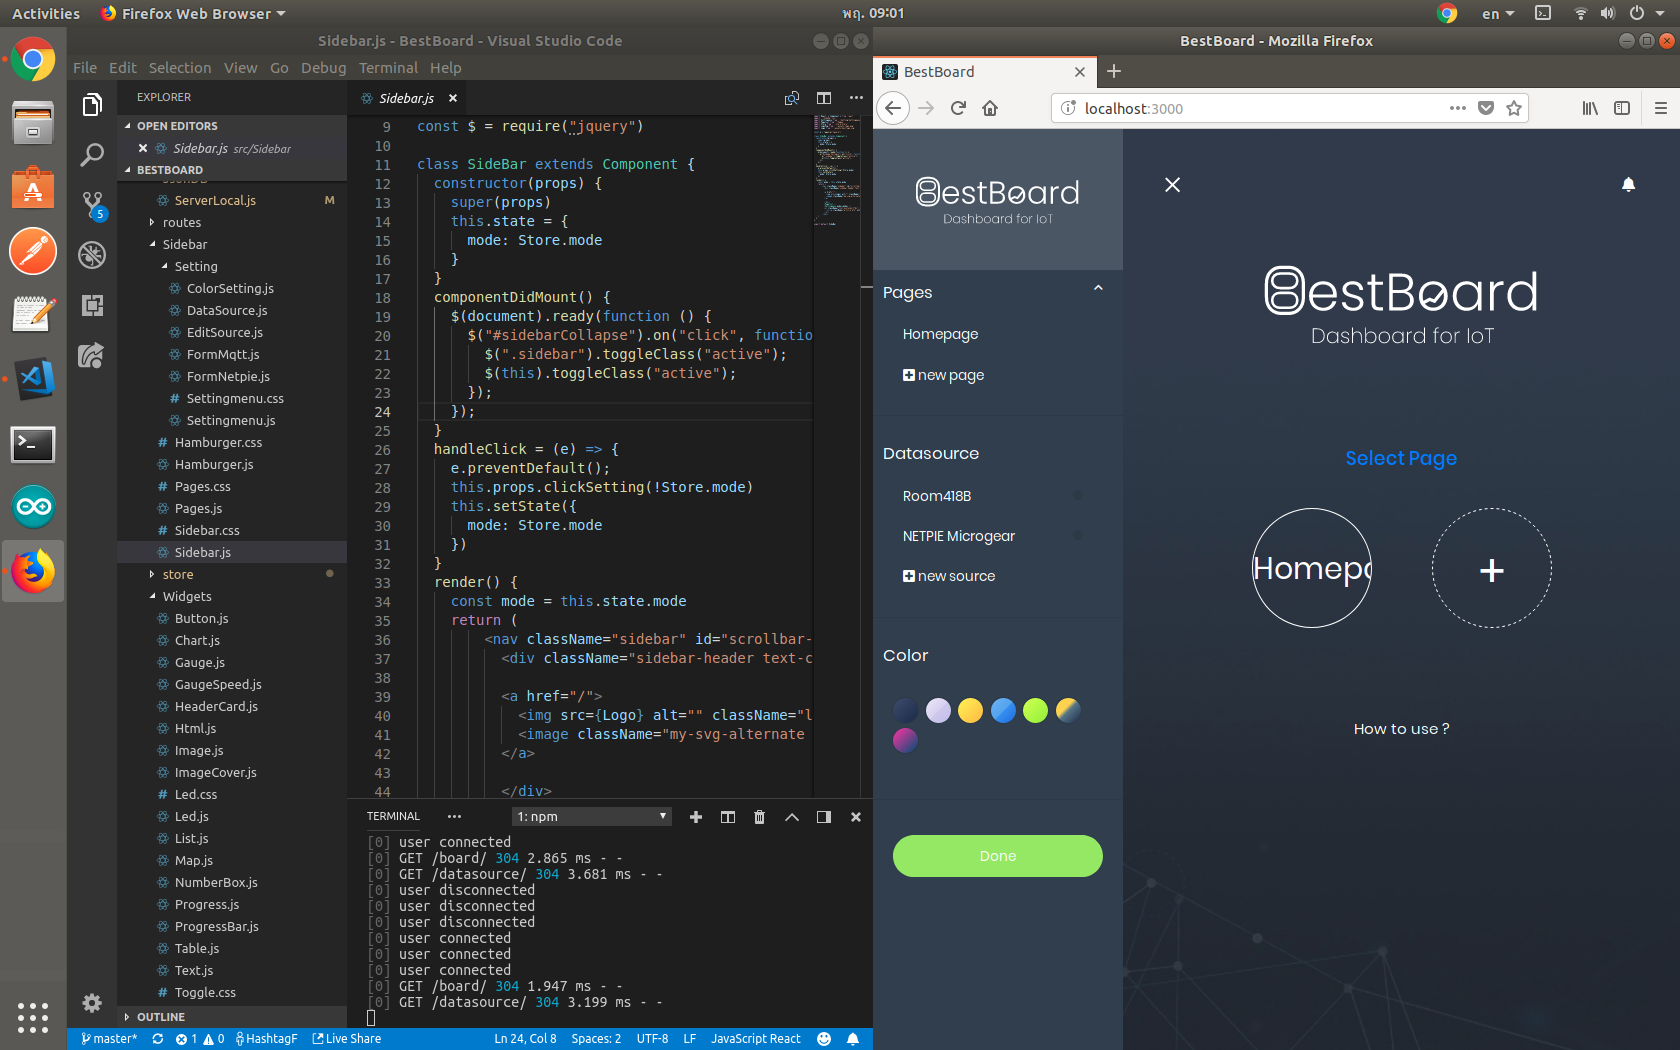 Activities
Firefox Web Browser
พฤ. 09:01
en
Sidebar.js - BestBoard - Visual Studio Code
File Edit Selection View Go Debug Terminal Help
EXPLORER
OPEN EDITORS
Sidebar.js src/Sidebar
BESTBOARD
ServerLocal.js M
routes
Sidebar
Setting
ColorSetting.js
DataSource.js
EditSource.js
FormMqtt.js
FormNetpie.js
Settingmenu.css
Settingmenu.js
Hamburger.css
Hamburger.js
Pages.css
Pages.js
Sidebar.css
Sidebar.js
store
Widgets
Button.js
Chart.js
Gauge.js
GaugeSpeed.js
HeaderCard.js
Html.js
Image.js
ImageCover.js
Led.css
Led.js
List.js
Map.js
NumberBox.js
Progress.js
ProgressBar.js
Table.js
Text.js
Toggle.css
OUTLINE
5
Sidebar.js
9 const $ = require("jquery")
10
11 class SideBar extends Component {
12 constructor(props) {
13 super(props)
14 this.state = {
15 mode: Store.mode
16 }
17 }
18 componentDidMount() {
19 $(document).ready(function () {
20 $("#sidebarCollapse").on("click", functio
21 $(".sidebar").toggleClass("active");
22 $(this).toggleClass("active");
23 });
24 });
25 }
26 handleClick = (e) => {
27 e.preventDefault();
28 this.props.clickSetting(!Store.mode)
29 this.setState({
30 mode: Store.mode
31 })
32 }
33 render() {
34 const mode = this.state.mode
35 return (
36 <nav className="sidebar" id="scrollbar-
37 <div className="sidebar-header text-c
38
39 <a href="/">
40 <img src={Logo} alt="" className="l
41 <image className="my-svg-alternate
42 </a>
43
44 </div>
TERMINAL
1: npm
[0] user connected
[0] GET /board/ 304 2.865 ms - -
[0] GET /datasource/ 304 3.681 ms - -
[0] user disconnected
[0] user disconnected
[0] user disconnected
[0] user connected
[0] user connected
[0] user connected
[0] GET /board/ 304 1.947 ms - -
[0] GET /datasource/ 304 3.199 ms - -
master* 1 0 HashtagF Live Share Ln 24, Col 8 Spaces: 2 UTF-8 LF JavaScript React
BestBoard - Mozilla Firefox
BestBoard
localhost:3000
BestBoard
Dashboard for IoT
Pages
Homepage
new page
Datasource
Room418B
NETPIE Microgear
new source
Color
Done
BestBoard
Dashboard for IoT
Select Page
Homepa
+
How to use ?